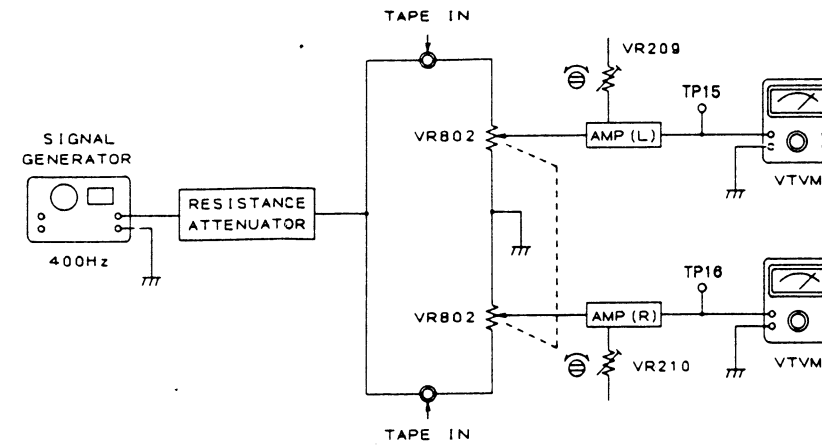 TAPE IN
VR209
TP15
SIGNAL
GENERATOR
VR802
AMP (L)
VTVM
RESISTANCE
ATTENUATOR
400Hz
TP16
VR802
AMP (R)
VR210
VTVM
TAPE IN